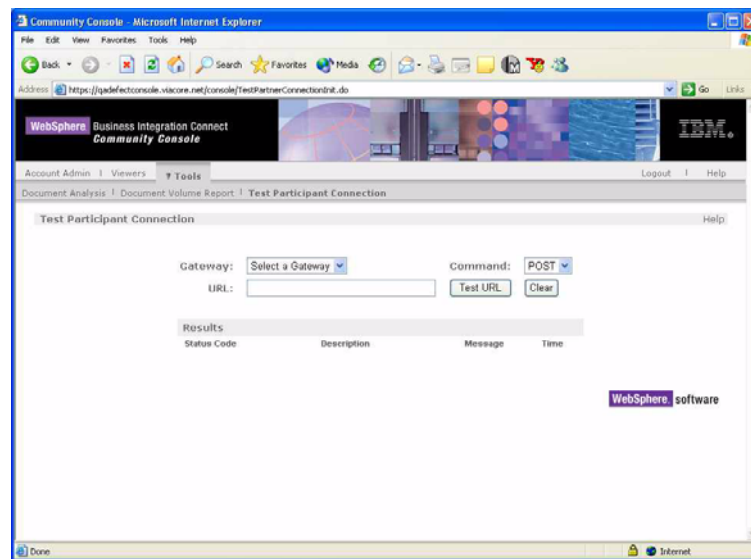 Community Console - Microsoft Internet Explorer
File Edit View Favorites Tools Help
Back Search Favorites Media
Address https://qadefectconsole.viacore.net/console/TestPartnerConnectionInit.do Go Links
WebSphere Business Integration Connect
Community Console
IBM
Account Admin | Viewers ? Tools Logout | Help
Document Analysis | Document Volume Report | Test Participant Connection
Test Participant Connection Help
Gateway: Select a Gateway Command: POST
URL: Test URL Clear
Results
Status Code Description Message Time
WebSphere. software
Done Internet